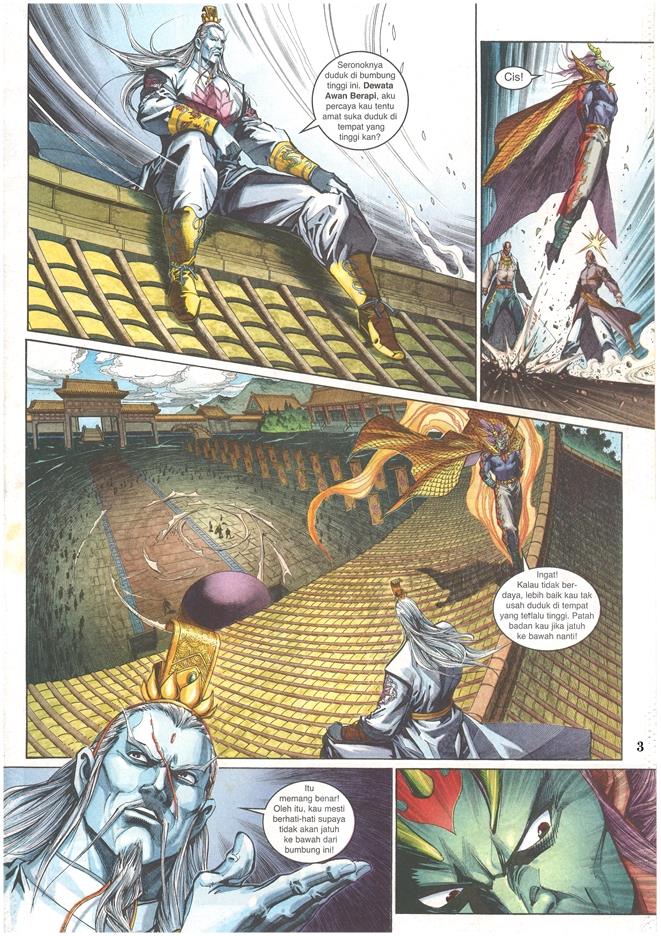 Seronoknya
duduk di bumbung
tinggi ini. Dewata
Awan Berapi, aku
percaya kau tentu
amat suka duduk di
tempat yang
tinggi kan?
Cis!
Ingat!
Kalau tidak ber-
daya, lebih baik kau tak
usah duduk di tempat
yang terlalu tinggi. Patah
badan kau jika jatuh
ke bawah nanti!
3
Itu
memang benar!
Oleh itu, kau mesti
berhati-hati supaya
tidak akan jatuh
ke bawah dari
bumbung ini!